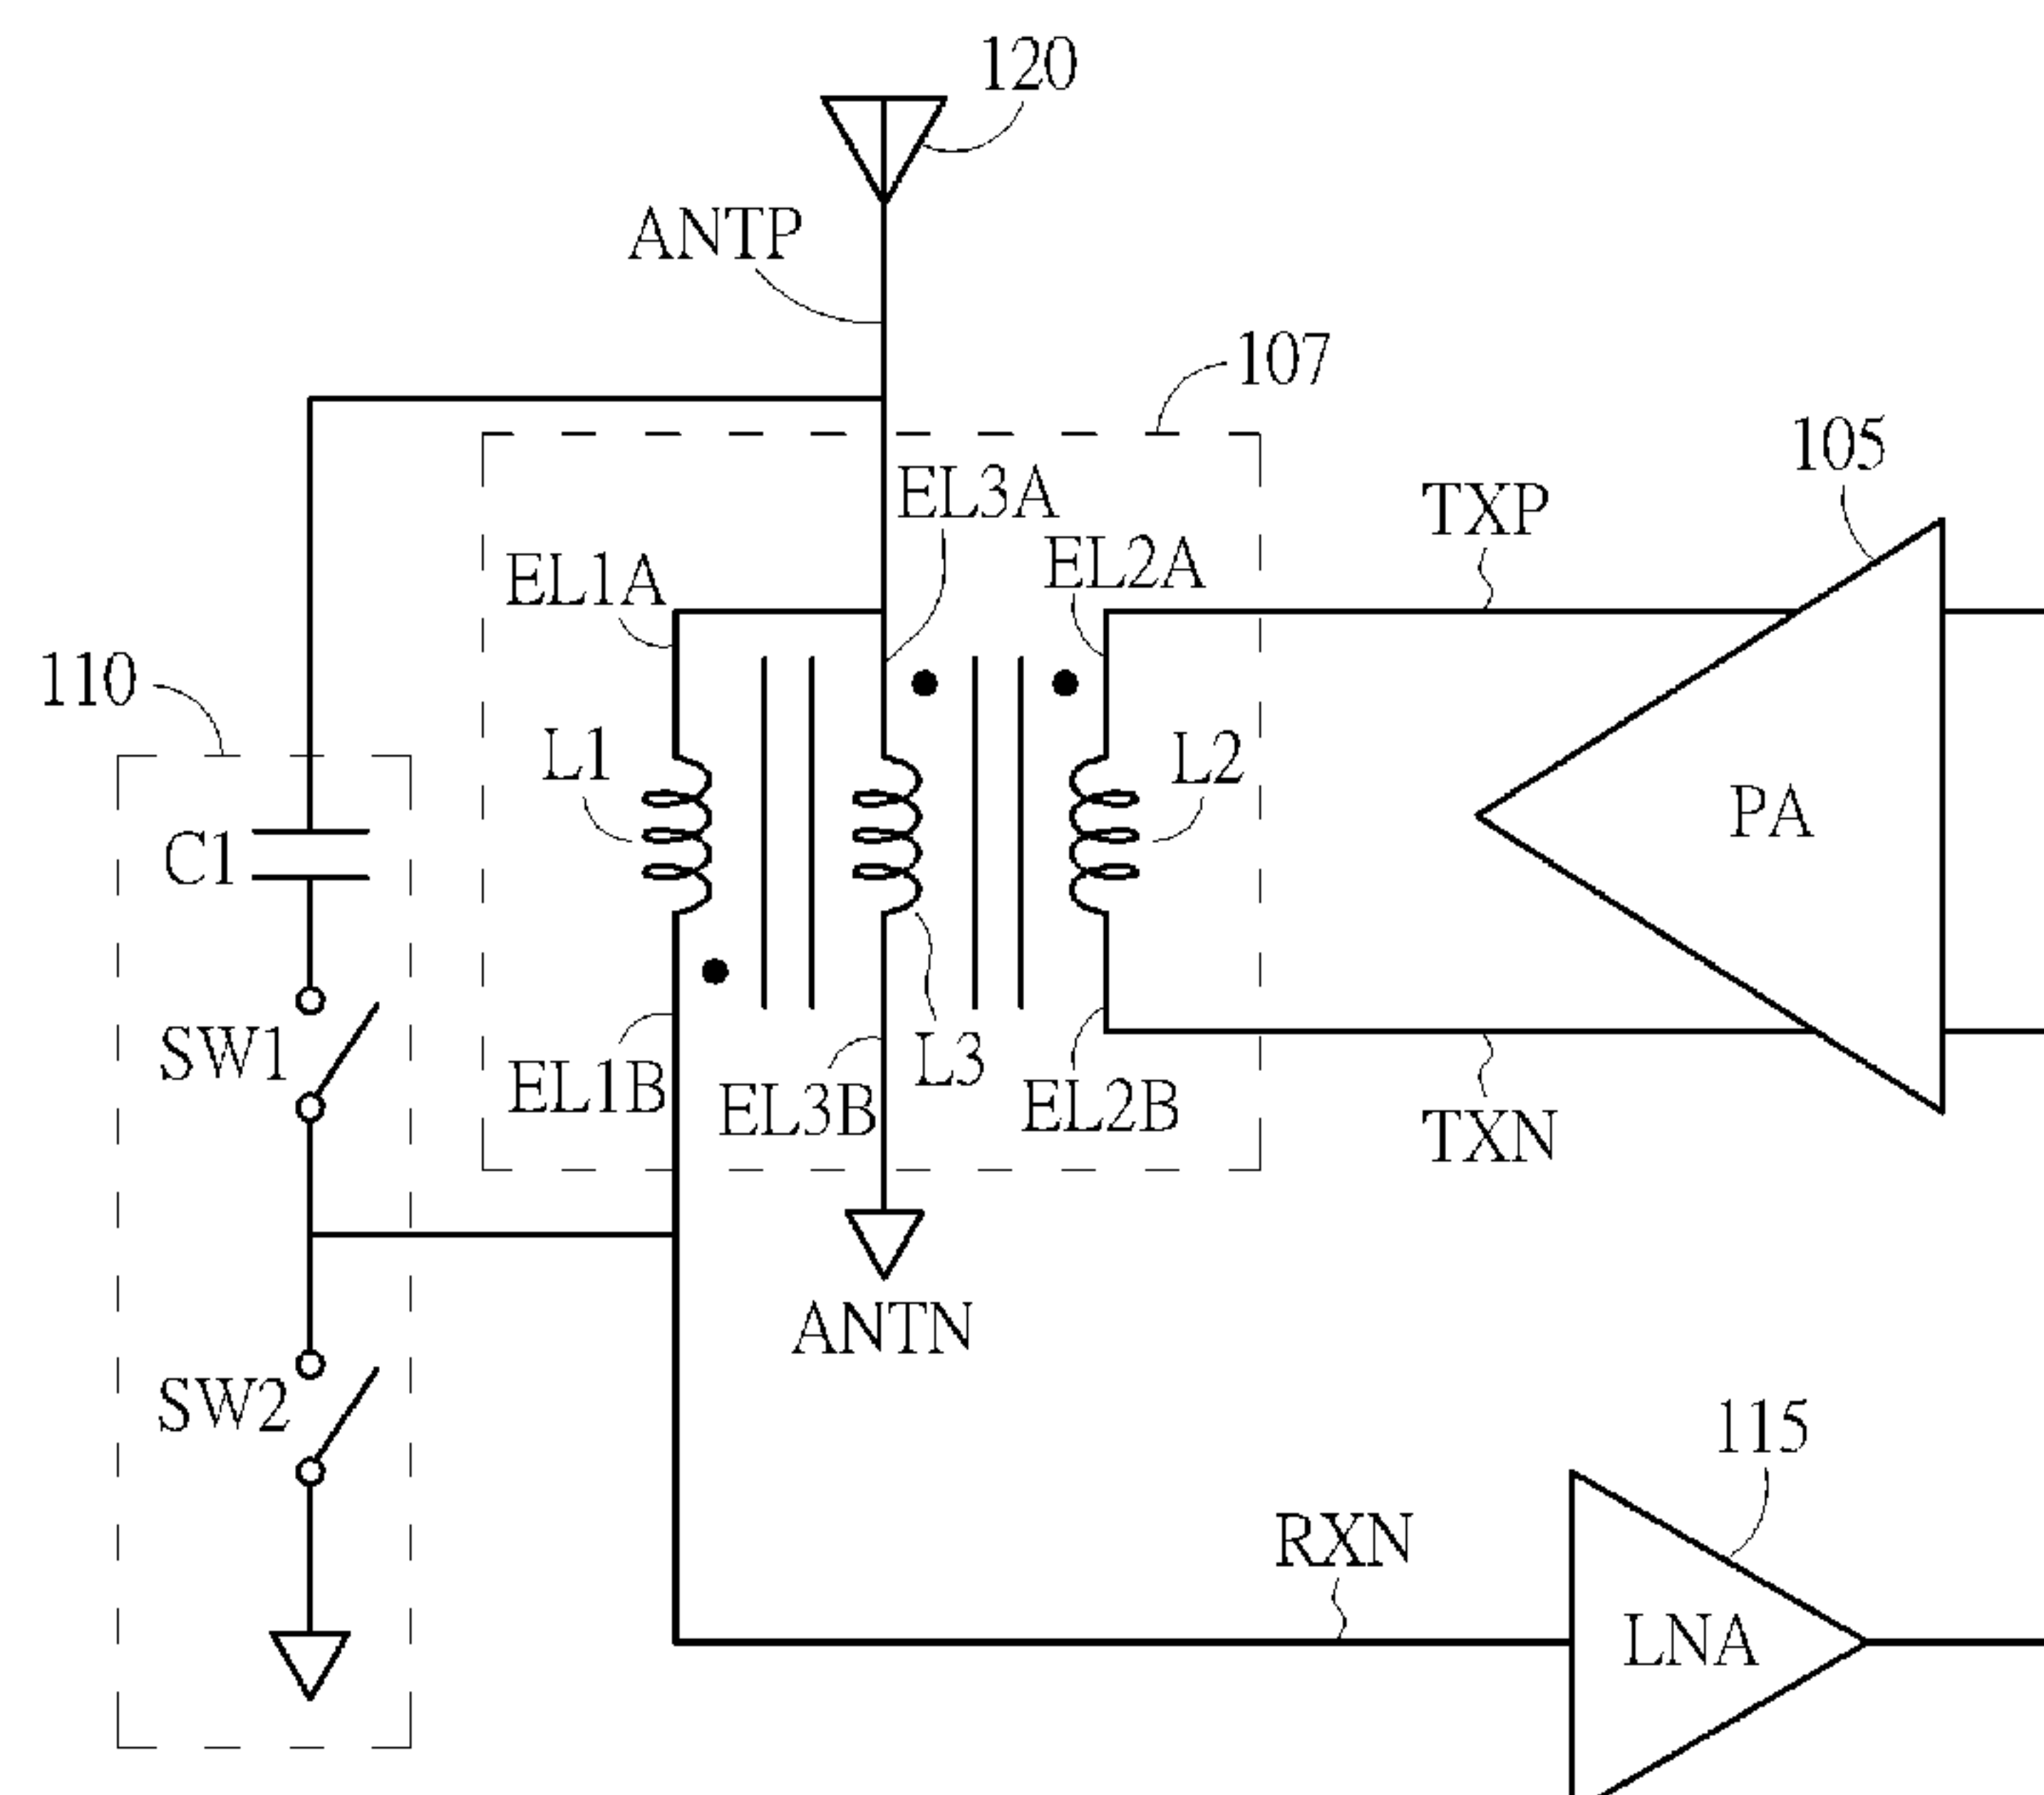 120
ANTP
107
105
EL3A
TXP
EL2A
EL1A
110
L1
L2
PA
C1
SW1
L3
EL1B
EL3B
EL2B
TXN
ANTN
SW2
115
RXN
LNA